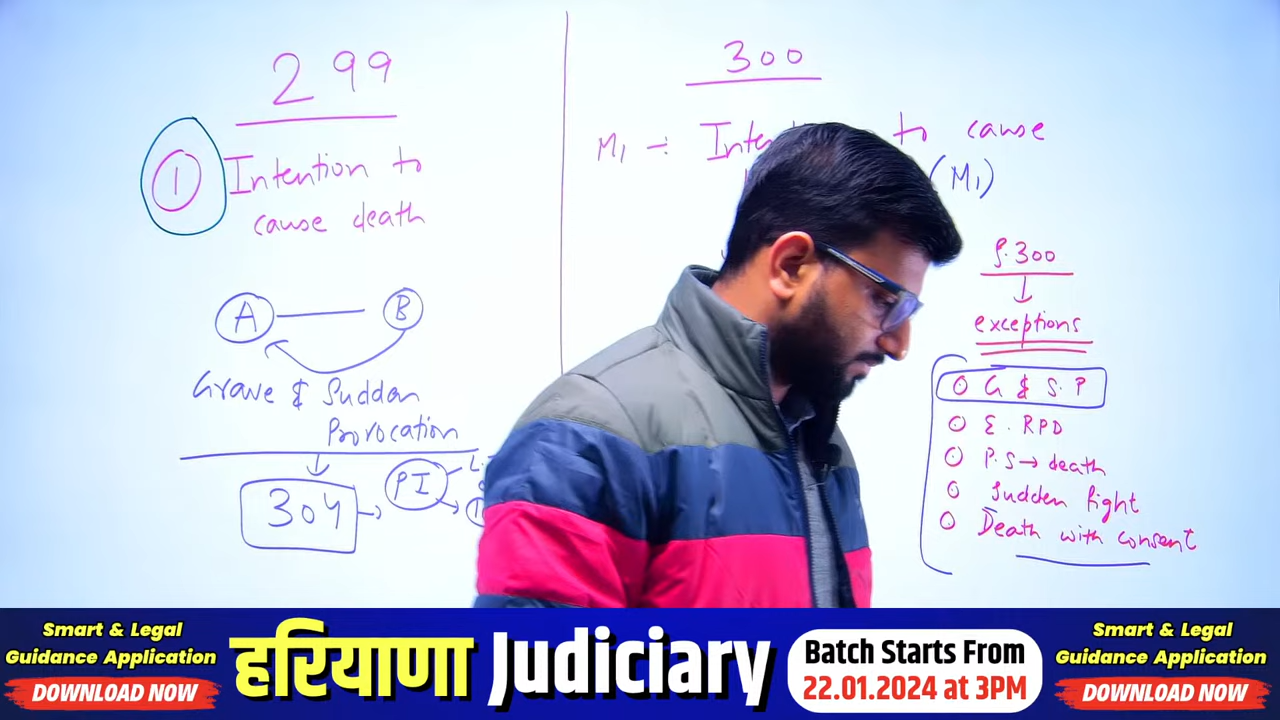 299
① Intention to
cause death
A
B
Grave & Sudden
Provocation
304
PI
300
M1 ÷
to cause
(M1)
S.300
exceptions
G & S.P
E. RPD
P.S → death
Sudden fight
Death with consent
Smart & Legal
Guidance Application
DOWNLOAD NOW
हरियाणा Judiciary
Batch Starts From
22.01.2024 at 3PM
Smart & Legal
Guidance Application
DOWNLOAD NOW